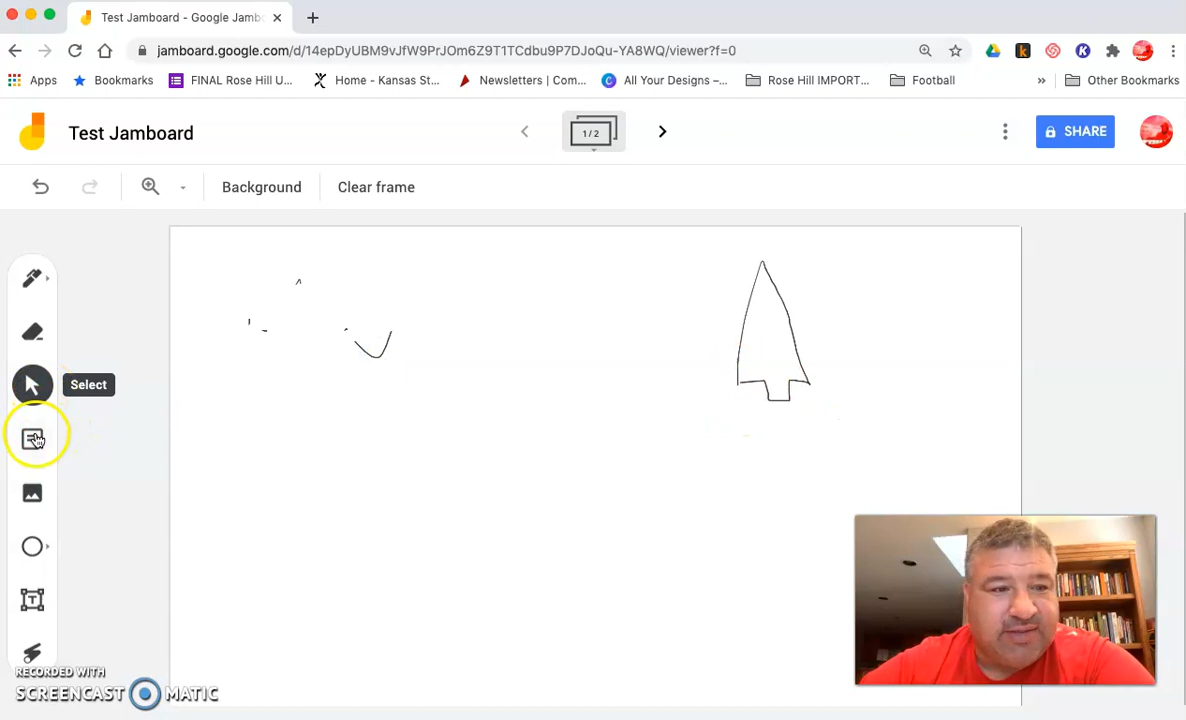 Test Jamboard - Google Jamb
jamboard.google.com/d/14epDyUBM9vJfW9PrJOm6Z9T1TCdbu9P7DJoQu-YA8WQ/viewer?f=0
Apps Bookmarks FINAL Rose Hill U... Home - Kansas St... Newsletters | Com... All Your Designs –... Rose Hill IMPORT... Football » Other Bookmarks
Test Jamboard 1 / 2 SHARE
Background Clear frame
Select
RECORDED WITH
SCREENCAST MATIC